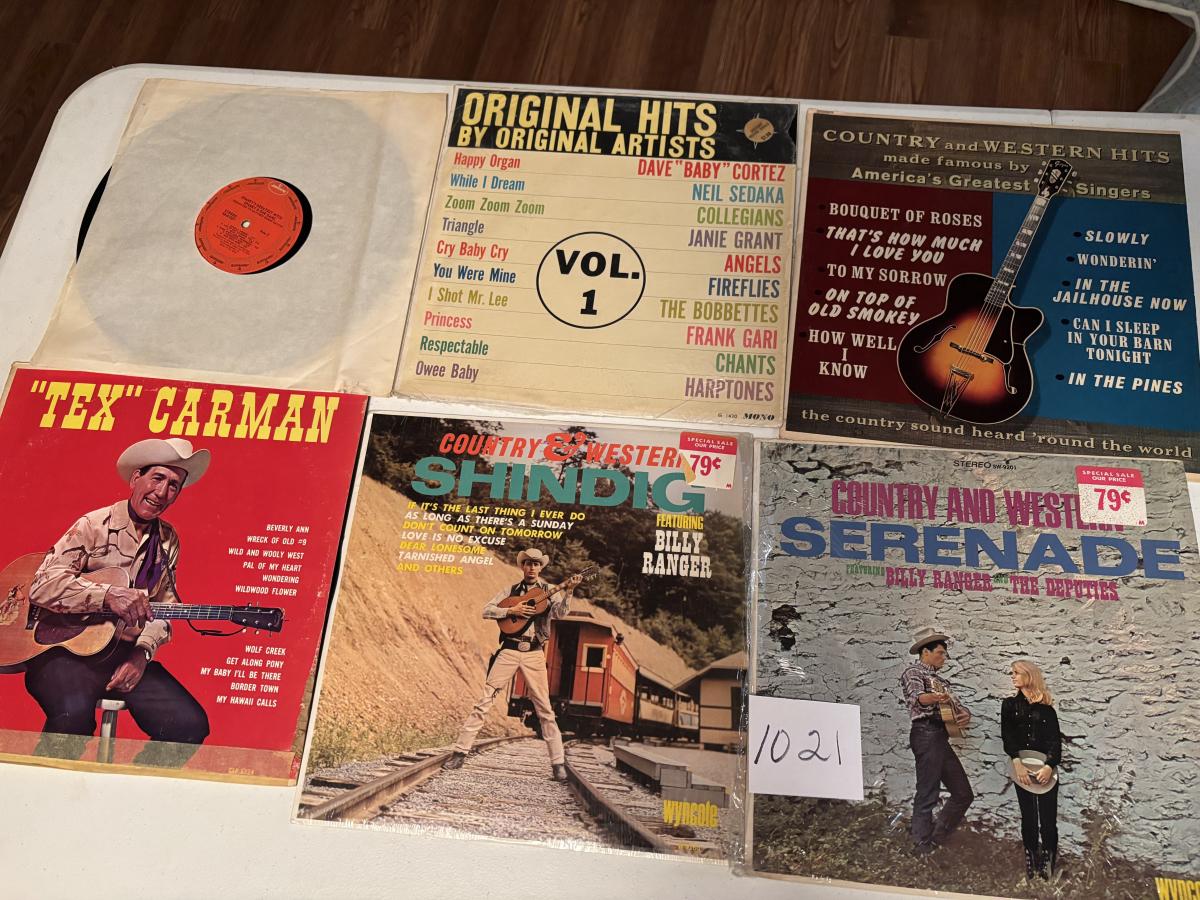 ORIGINAL HITS
BY ORIGINAL ARTISTS
Happy Organ DAVE "BABY" CORTEZ
While I Dream NEIL SEDAKA
Zoom Zoom Zoom COLLEGIANS
Triangle JANIE GRANT
Cry Baby Cry ANGELS
You Were Mine FIREFLIES
I Shot Mr. Lee THE BOBBETTES
Princess FRANK GARI
Respectable CHANTS
Owee Baby HARPTONES
VOL.
1
MONO
COUNTRY and WESTERN HITS
made famous by
America's Greatest Singers
BOUQUET OF ROSES
THAT'S HOW MUCH
I LOVE YOU
TO MY SORROW
ON TOP OF
OLD SMOKEY
HOW WELL
I
KNOW
SLOWLY
WONDERIN'
IN THE
JAILHOUSE NOW
CAN I SLEEP
IN YOUR BARN
TONIGHT
IN THE PINES
the country sound heard 'round the world
"TEX" CARMAN
BEVERLY ANN
WRECK OF OLD #9
WILD AND WOOLY WEST
PAL OF MY HEART
WONDERING
WILDWOOD FLOWER
WOLF CREEK
GET ALONG PONY
MY BABY I'LL BE THERE
BORDER TOWN
MY HAWAII CALLS
COUNTRY & WESTERN
SHINDIG
SPECIAL SALE
OUR PRICE
79¢
IF IT'S THE LAST THING I EVER DO
AS LONG AS THERE'S A SUNDAY
DON'T COUNT ON TOMORROW
LOVE IS NO EXCUSE
DEAR LONESOME
TARNISHED ANGEL
AND OTHERS
FEATURING
BILLY
RANGER
wyncote
STEREO SW-9201
COUNTRY AND WESTERN
SERENADE
SPECIAL SALE
OUR PRICE
79¢
FEATURING BILLY RANGER AND THE DEPUTIES
1021